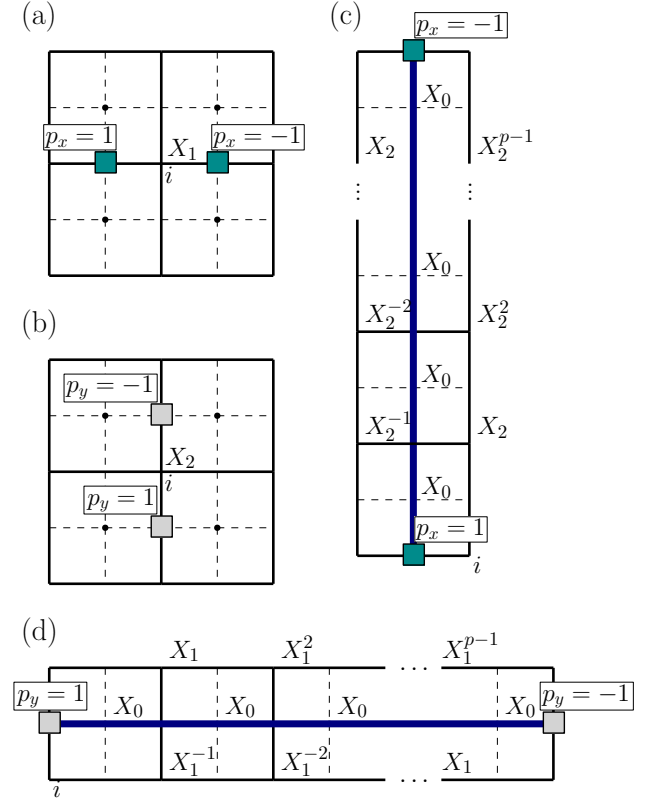 (a)
p_x = 1
X_1
p_x = −1
i
(b)
p_y = −1
X_2
p_y = 1
i
(c)
p_x = −1
X_0
X_2
X_2^{p−1}
⋮
⋮
X_0
X_2^{−2}
X_2^2
X_0
X_2^{−1}
X_2
X_0
p_x = 1
i
(d)
X_1
X_1^2
…
X_1^{p−1}
p_y = 1
X_0
X_0
X_0
X_0
p_y = −1
X_1^{−1}
X_1^{−2}
…
X_1
i